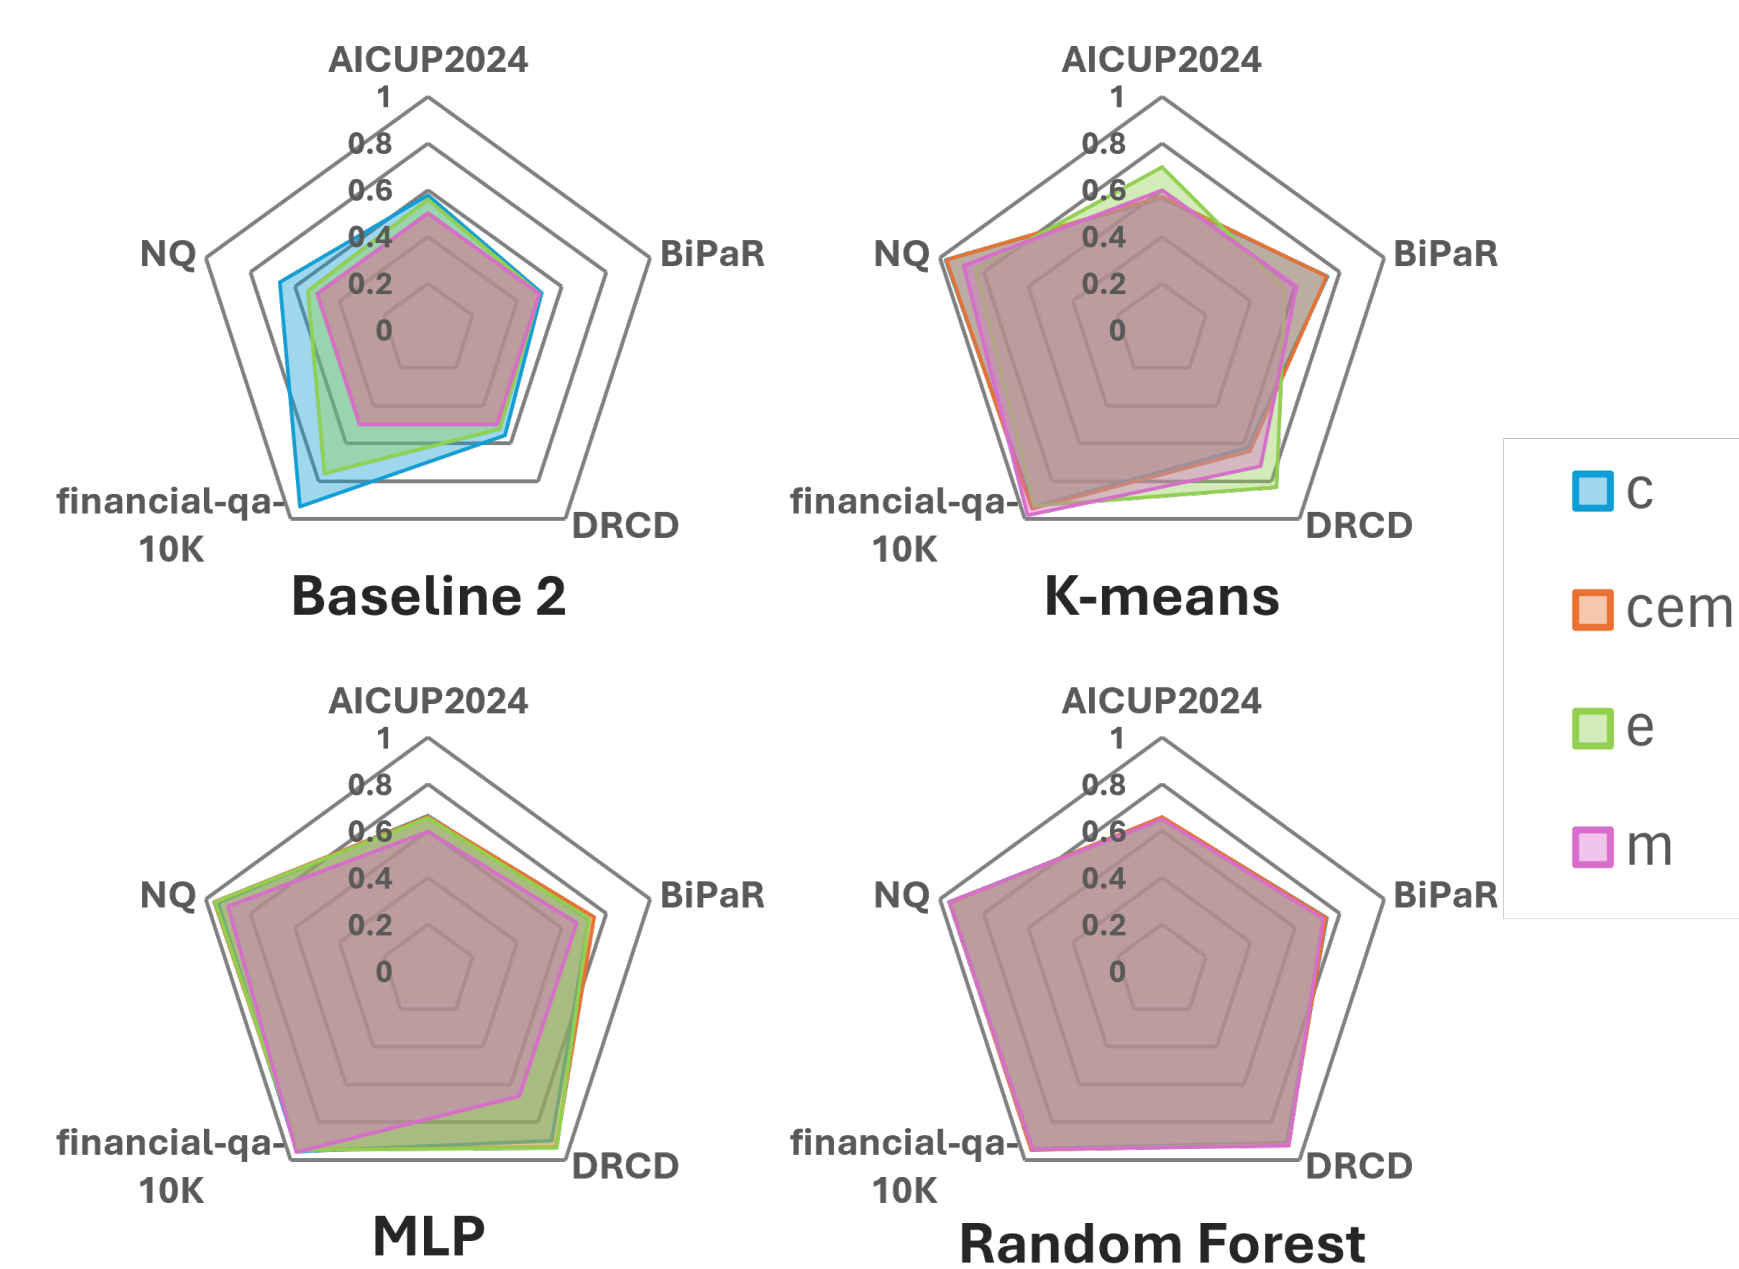 AICUP2024
1
0.8
0.6
0.4
0.2
0
NQ
BiPaR
financial-qa-
10K
DRCD
Baseline 2
AICUP2024
1
0.8
0.6
0.4
0.2
0
NQ
BiPaR
financial-qa-
10K
DRCD
K-means
c
cem
e
m
AICUP2024
1
0.8
0.6
0.4
0.2
0
NQ
BiPaR
financial-qa-
10K
DRCD
MLP
AICUP2024
1
0.8
0.6
0.4
0.2
0
NQ
BiPaR
financial-qa-
10K
DRCD
Random Forest